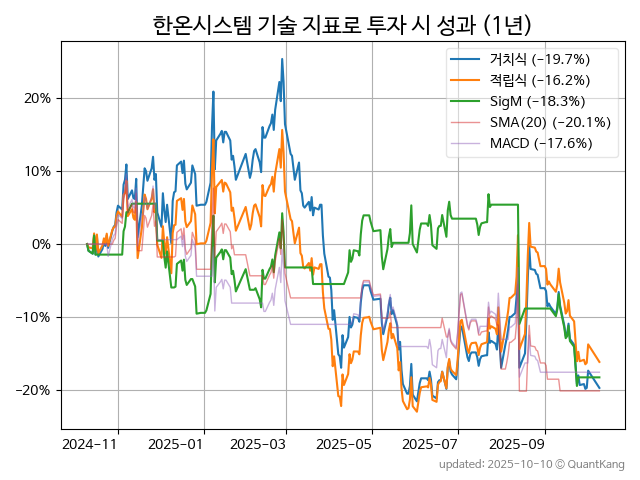 한온시스템 기술 지표로 투자 시 성과 (1년)
거치식 (−19.7%)
적립식 (−16.2%)
SigM (−18.3%)
SMA(20) (−20.1%)
MACD (−17.6%)
20%
10%
0%
−10%
−20%
2024−11
2025−01
2025−03
2025−05
2025−07
2025−09
updated: 2025−10−10 © QuantKang